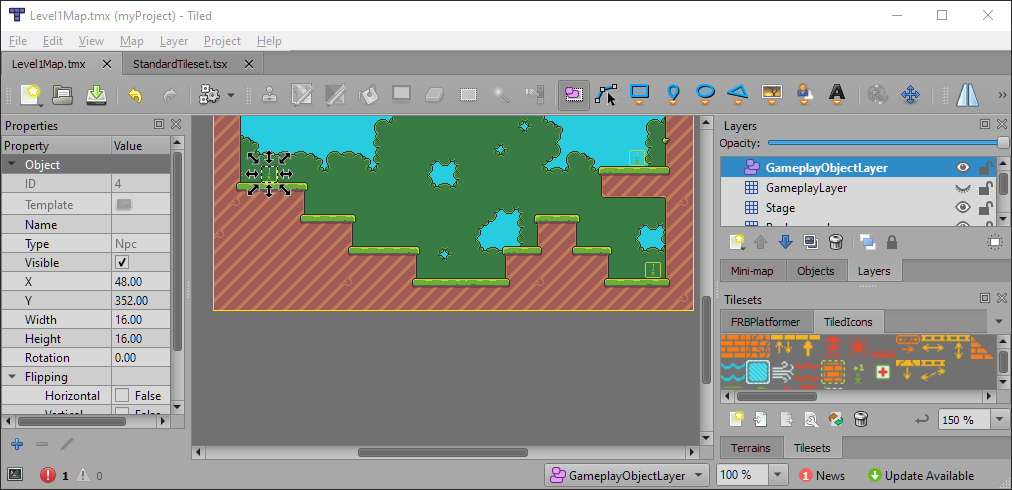 Level1Map.tmx (myProject) - Tiled
File Edit View Map Layer Project Help
Level1Map.tmx StandardTileset.tsx
Properties
Property Value
Object
ID 4
Template
Name
Type Npc
Visible
X 48.00
Y 352.00
Width 16.00
Height 16.00
Rotation 0.00
Flipping
Horizontal False
Vertical False
Layers
Opacity:
GameplayObjectLayer
GameplayLayer
Stage
Mini-map Objects Layers
Tilesets
FRBPlatformer TiledIcons
+1
150 %
Terrains Tilesets
1 0
GameplayObjectLayer 100 % 1 News Update Available